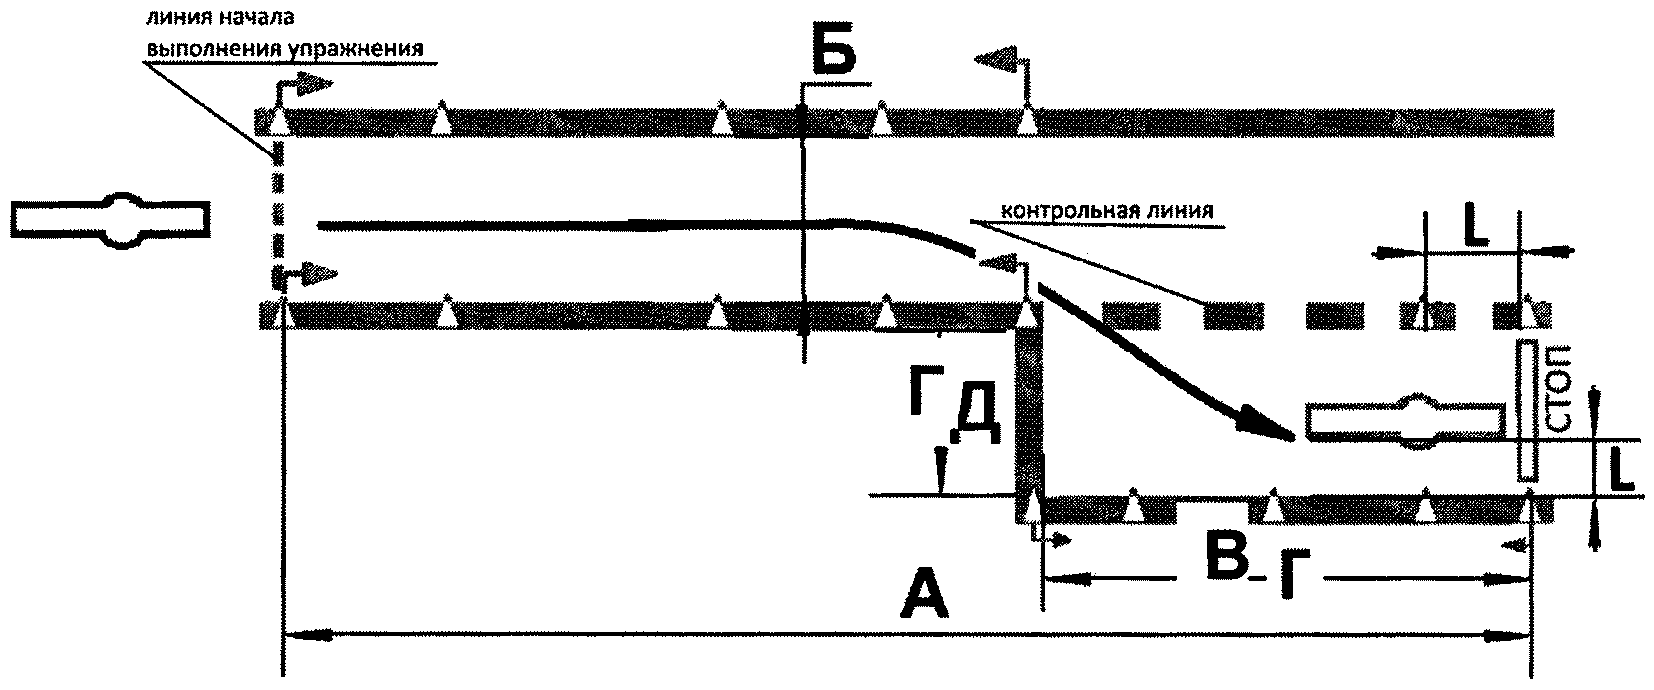 линия начала
выполнения упражнения
Б
контрольная линия
L
Г
Д
СТОП
L
В
Г
А